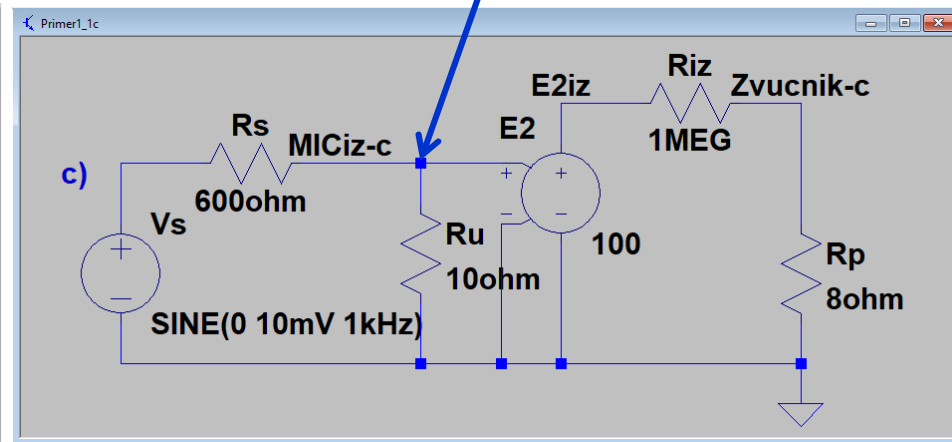 Primer1_1c
Riz
E2iz
Zvucnik-c
Rs
E2
MICiz-c
1MEG
c)
600ohm
Vs
Ru
100
Rp
10ohm
8ohm
SINE(0 10mV 1kHz)